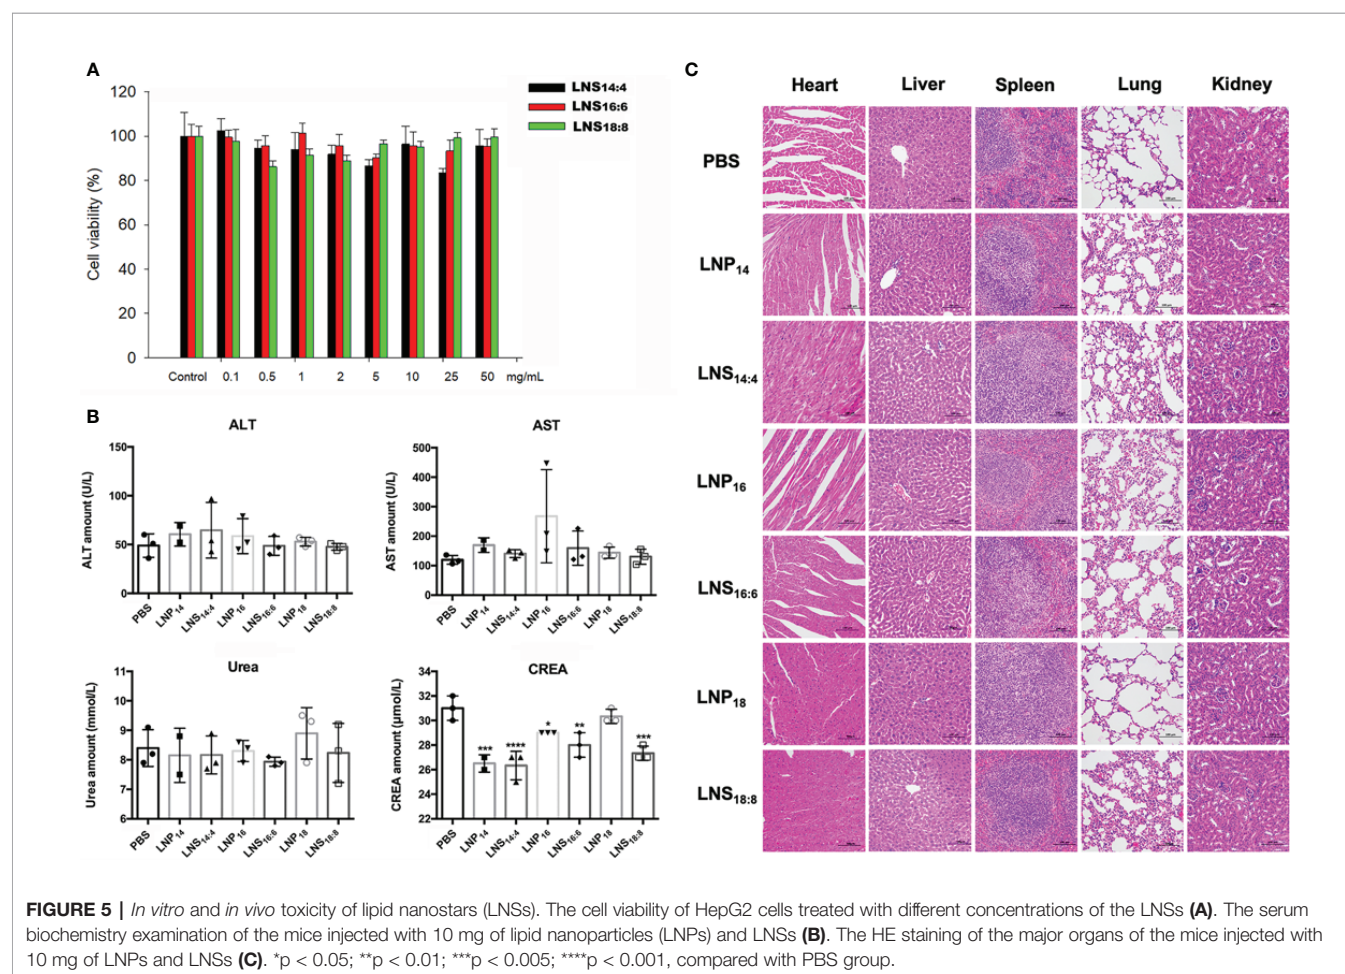 A
120
100
80
60
40
20
0
Cell viability (%)
LNS14:4
LNS16:6
LNS18:8
Control 0.1 0.5 1 2 5 10 25 50 mg/mL
B
ALT
150
100
50
0
ALT amount (U/L)
PBS LNP14 LNS14:4 LNP16 LNS16:6 LNP18 LNS18:8
AST
500
400
300
200
100
0
AST amount (U/L)
PBS LNP14 LNS14:4 LNP16 LNS16:6 LNP18 LNS18:8
Urea
11
10
9
8
7
6
Urea amount (mmol/L)
PBS LNP14 LNS14:4 LNP16 LNS16:6 LNP18 LNS18:8
CREA
34
32
30
28
26
24
22
CREA amount (μmol/L)
*** **** * ** ***
PBS LNP14 LNS14:4 LNP16 LNS16:6 LNP18 LNS18:8
C
Heart Liver Spleen Lung Kidney
PBS
LNP14
LNS14:4
LNP16
LNS16:6
LNP18
LNS18:8
FIGURE 5 | In vitro and in vivo toxicity of lipid nanostars (LNSs). The cell viability of HepG2 cells treated with different concentrations of the LNSs (A). The serum
biochemistry examination of the mice injected with 10 mg of lipid nanoparticles (LNPs) and LNSs (B). The HE staining of the major organs of the mice injected with
10 mg of LNPs and LNSs (C). *p < 0.05; **p < 0.01; ***p < 0.005; ****p < 0.001, compared with PBS group.